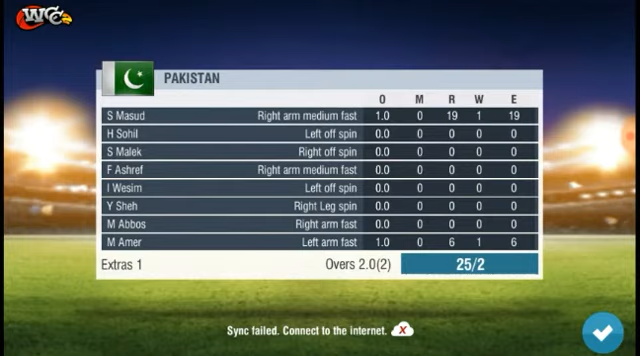 WCC
PAKISTAN
O M R W E
S Masud Right arm medium fast 1.0 0 19 1 19
H Sohil Left off spin 0.0 0 0 0 0
S Malek Right off spin 0.0 0 0 0 0
F Ashref Right arm medium fast 0.0 0 0 0 0
I Wesim Left off spin 0.0 0 0 0 0
Y Sheh Right Leg spin 0.0 0 0 0 0
M Abbos Right arm fast 0.0 0 0 0 0
M Amer Left arm fast 1.0 0 6 1 6
Extras 1 Overs 2.0(2) 25/2
Sync failed. Connect to the internet. X